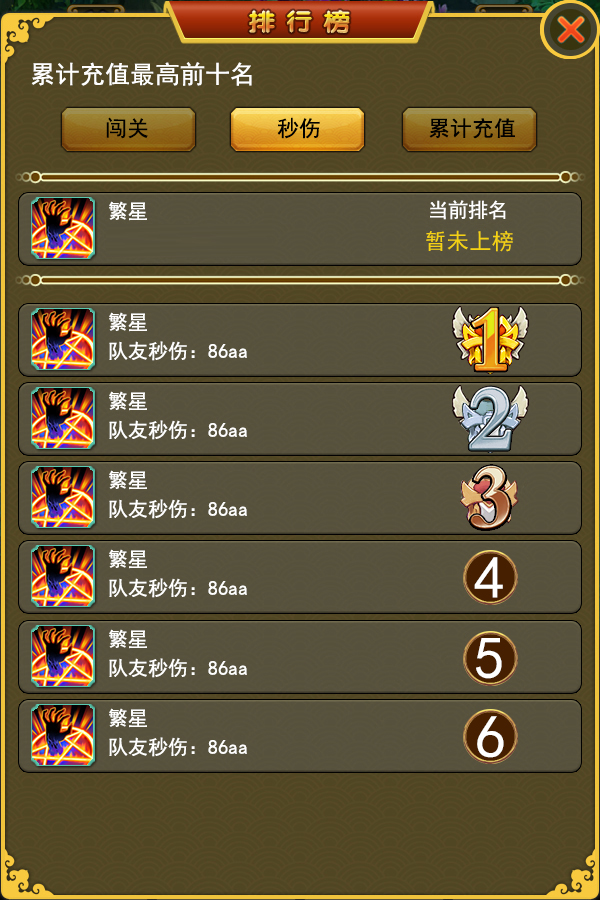 排行榜
累计充值最高前十名
闯关
秒伤
累计充值
繁星
当前排名
暂未上榜
繁星
队友秒伤：86aa
1
繁星
队友秒伤：86aa
2
繁星
队友秒伤：86aa
3
繁星
队友秒伤：86aa
4
繁星
队友秒伤：86aa
5
繁星
队友秒伤：86aa
6